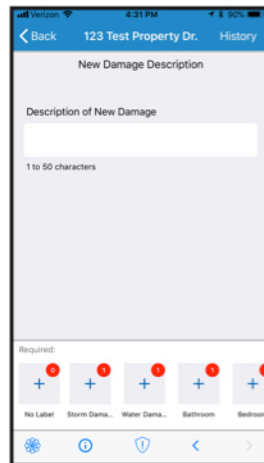 Verizon 4:31 PM 90%
Back 123 Test Property Dr. History
New Damage Description
Description of New Damage
1 to 50 characters
Required:
0 1 1 1
No Label Storm Dama... Water Dama... Bathroom Bedroom